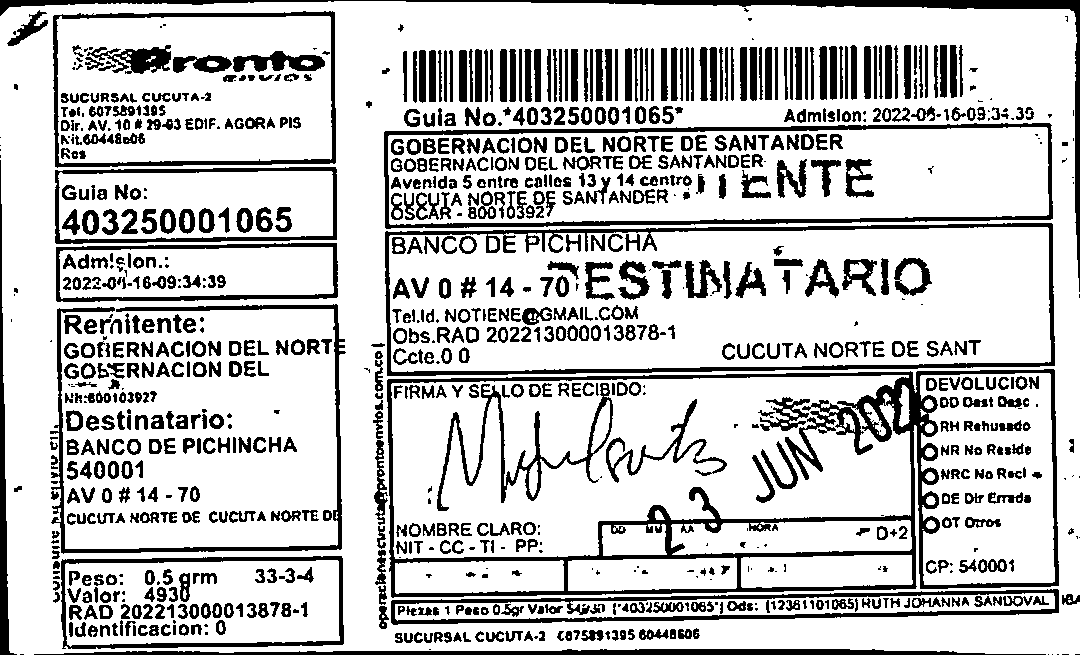 Pronto
envíos
SUCURSAL CUCUTA-2
Tel. 6075891395
Dir. AV. 10 # 29-03 EDIF. AGORA PIS
Nit.60448606
Res
Guia No:
403250001065
Admision.:
2022-06-16-09:34:39
Remitente:
GOBERNACION DEL NORTE
GOBERNACION DEL
Nit:800103927
Destinatario:
BANCO DE PICHINCHA
540001
AV 0 # 14 - 70
CUCUTA NORTE DE CUCUTA NORTE DE
Peso: 0.5 grm 33-3-4
Valor: 4930
RAD 202213000013878-1
Identificacion: 0
Guia No.*403250001065*
Admision: 2022-06-16-09:34:39
GOBERNACION DEL NORTE DE SANTANDER
GOBERNACION DEL NORTE DE SANTANDER
Avenida 5 entre calles 13 y 14 centro
CUCUTA NORTE DE SANTANDER
OSCAR - 800103927
BANCO DE PICHINCHA
AV 0 # 14 - 70
DESTINATARIO
Tel.Id. NOTIENE@GMAIL.COM
Obs.RAD 202213000013878-1
Ccte.0 0
CUCUTA NORTE DE SANT
operacionescucuta@prontoenvios.com.co
FIRMA Y SELLO DE RECIBIDO:
23 JUN 2022
NOMBRE CLARO:
NIT - CC - TI - PP:
DD MM AA HORA
D+2
DEVOLUCION
DD Dest Desc
RH Rehusado
NR No Reside
NRC No Recl
DE Dir Errada
OT Otros
CP: 540001
Piezas 1 Peso 0.5gr Valor $4930 [*403250001065*] Ods: [12361101065] RUTH JOHANNA SANDOVAL
SUCURSAL CUCUTA-2 6075891395 60448606